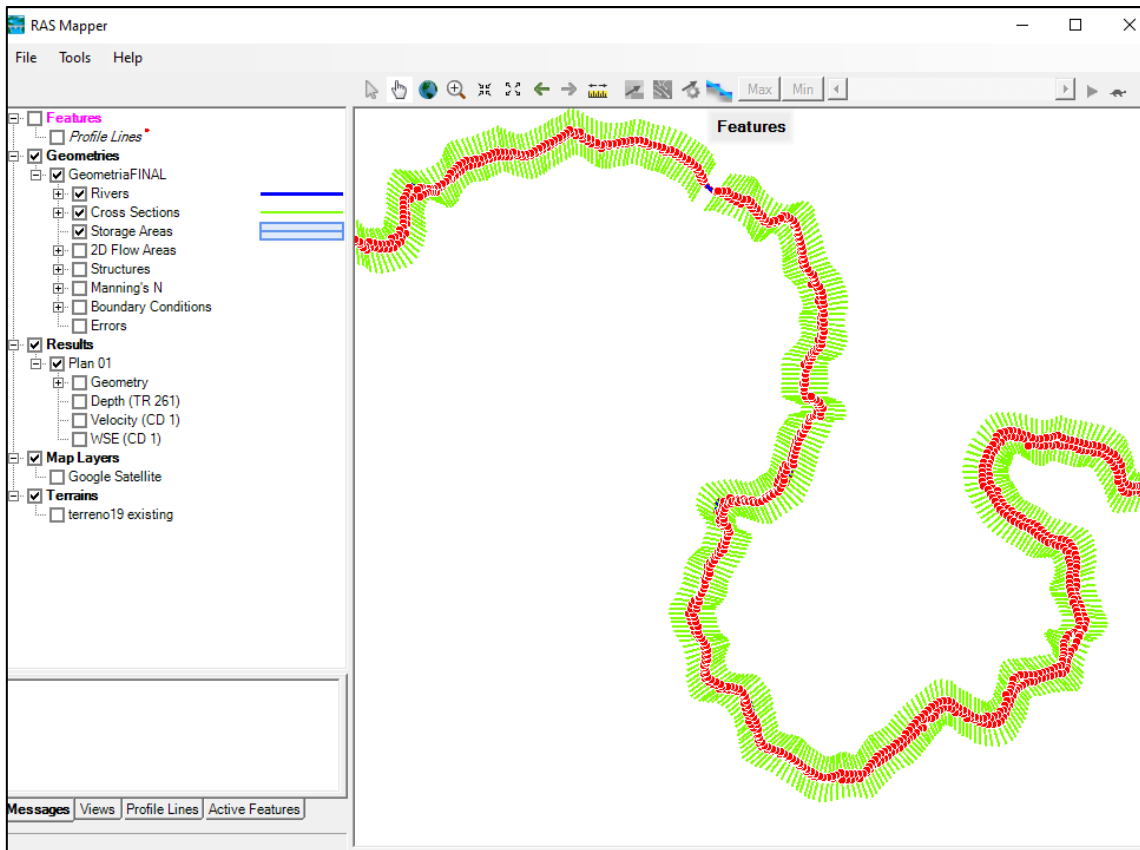 RAS Mapper
File Tools Help
Max Min
Features
Features
Profile Lines
Geometries
GeometriaFINAL
Rivers
Cross Sections
Storage Areas
2D Flow Areas
Structures
Manning's N
Boundary Conditions
Errors
Results
Plan 01
Geometry
Depth (TR 261)
Velocity (CD 1)
WSE (CD 1)
Map Layers
Google Satellite
Terrains
terreno19 existing
Messages Views Profile Lines Active Features